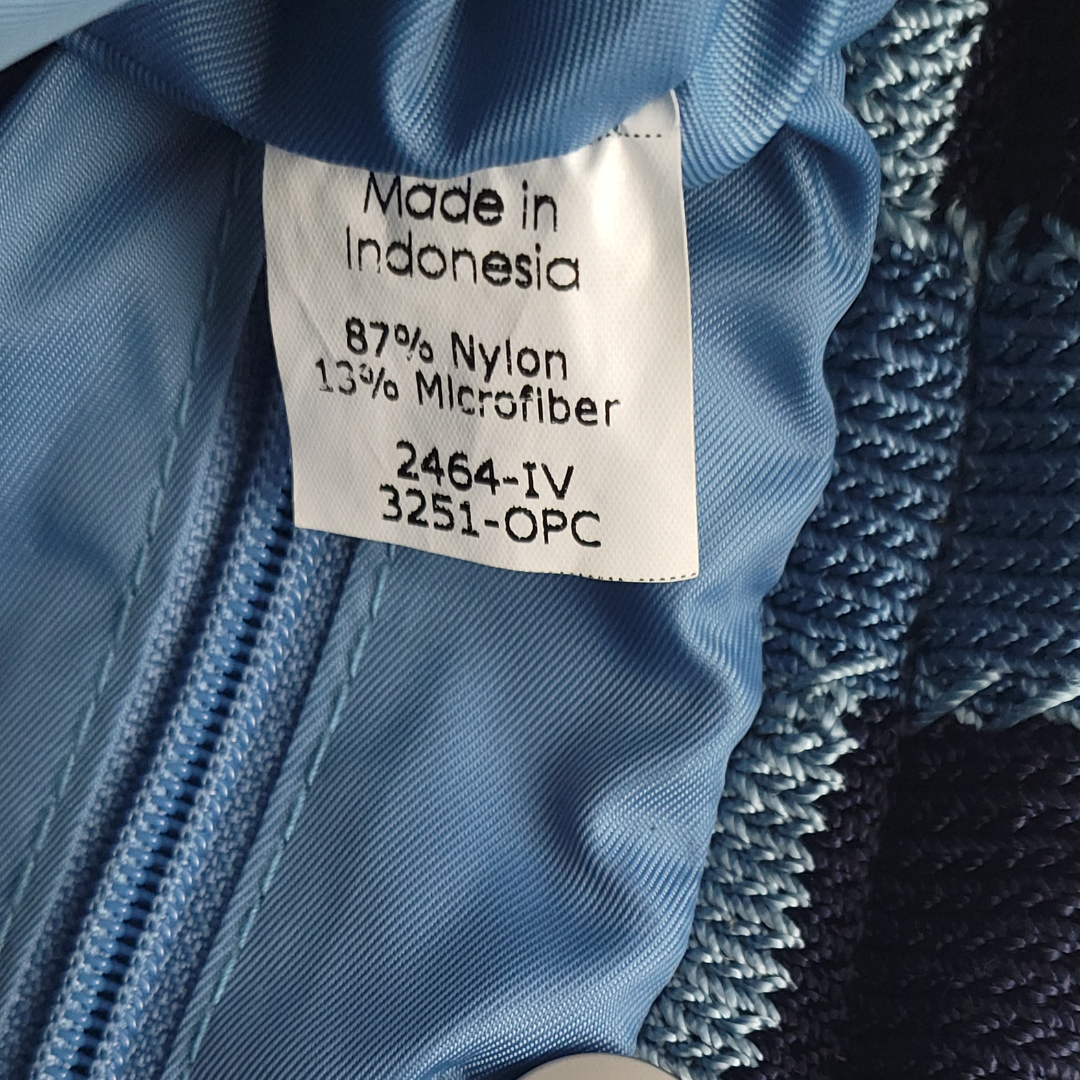 Made in
Indonesia
87% Nylon
13% MIcrofiber
2464-IV
3251-OPC